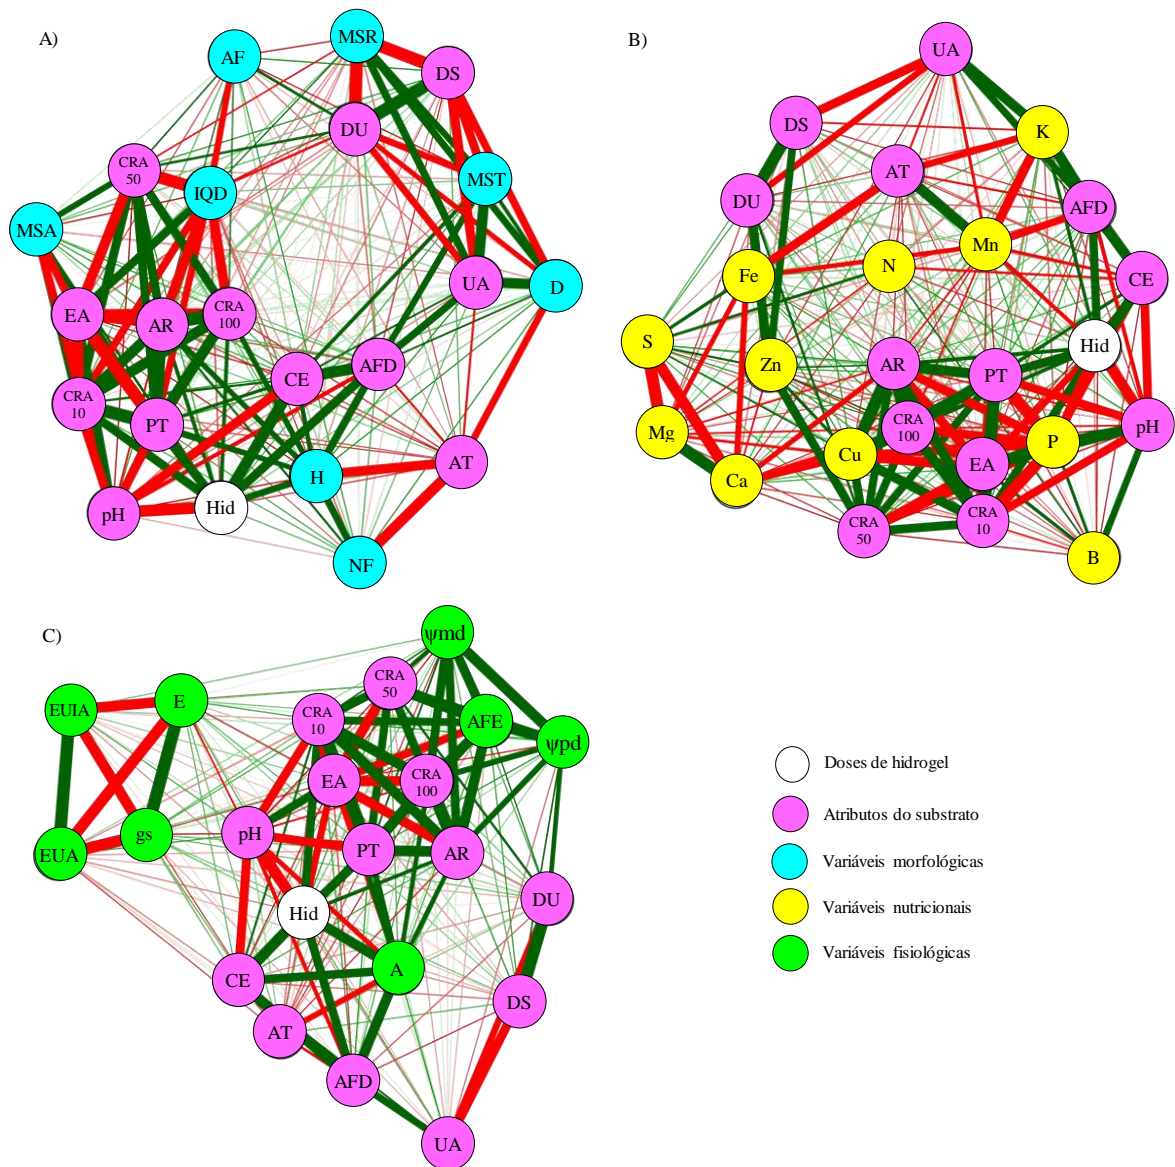 A)
AF
MSR
DS
DU
CRA
50
IQD
MST
MSA
UA
D
EA
AR
CRA
100
CE
AFD
CRA
10
PT
AT
H
pH
Hid
NF
B)
UA
K
DS
AT
DU
AFD
Mn
N
Fe
CE
S
Hid
Zn
AR
PT
Mg
CRA
100
P
pH
Cu
EA
Ca
CRA
50
CRA
10
B
C)
ψmd
CRA
50
E
EUIA
CRA
10
AFE
ψpd
EA
CRA
100
gs
pH
EUA
PT
AR
DU
Hid
A
CE
DS
AT
AFD
UA
Doses de hidrogel
Atributos do substrato
Variáveis morfológicas
Variáveis nutricionais
Variáveis fisiológicas